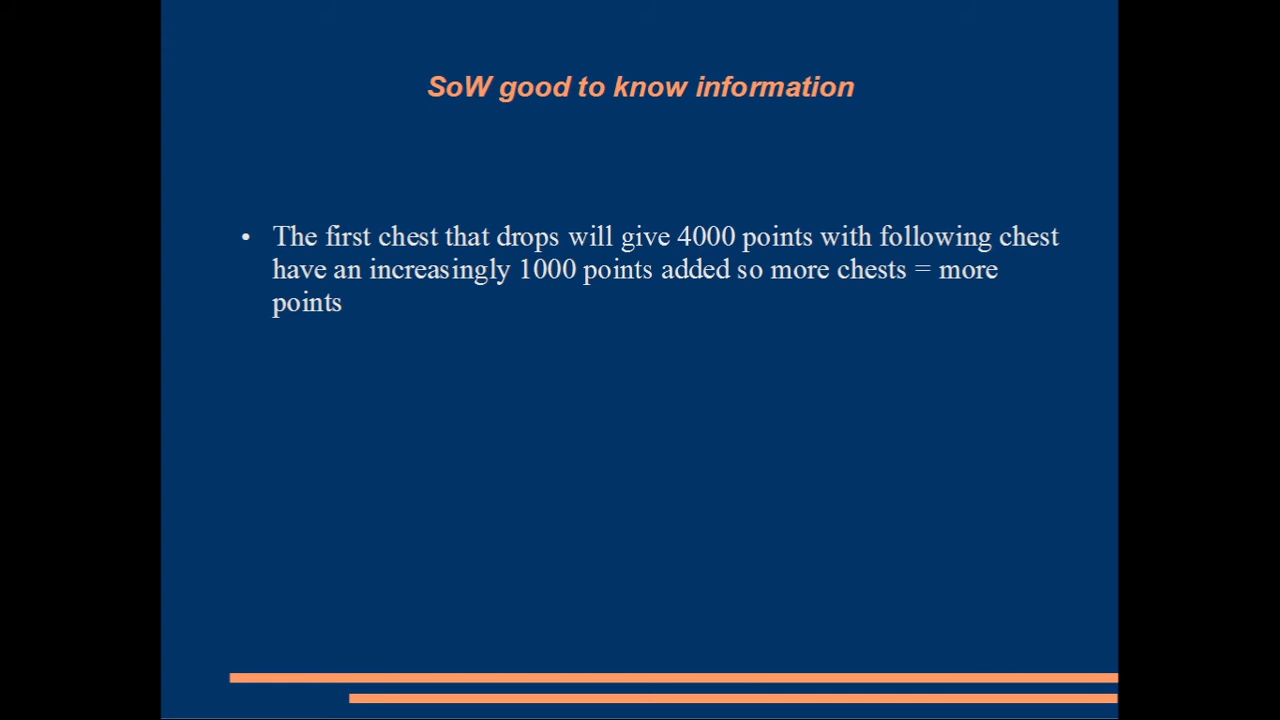 SoW good to know information
• The first chest that drops will give 4000 points with following chest
have an increasingly 1000 points added so more chests = more
points